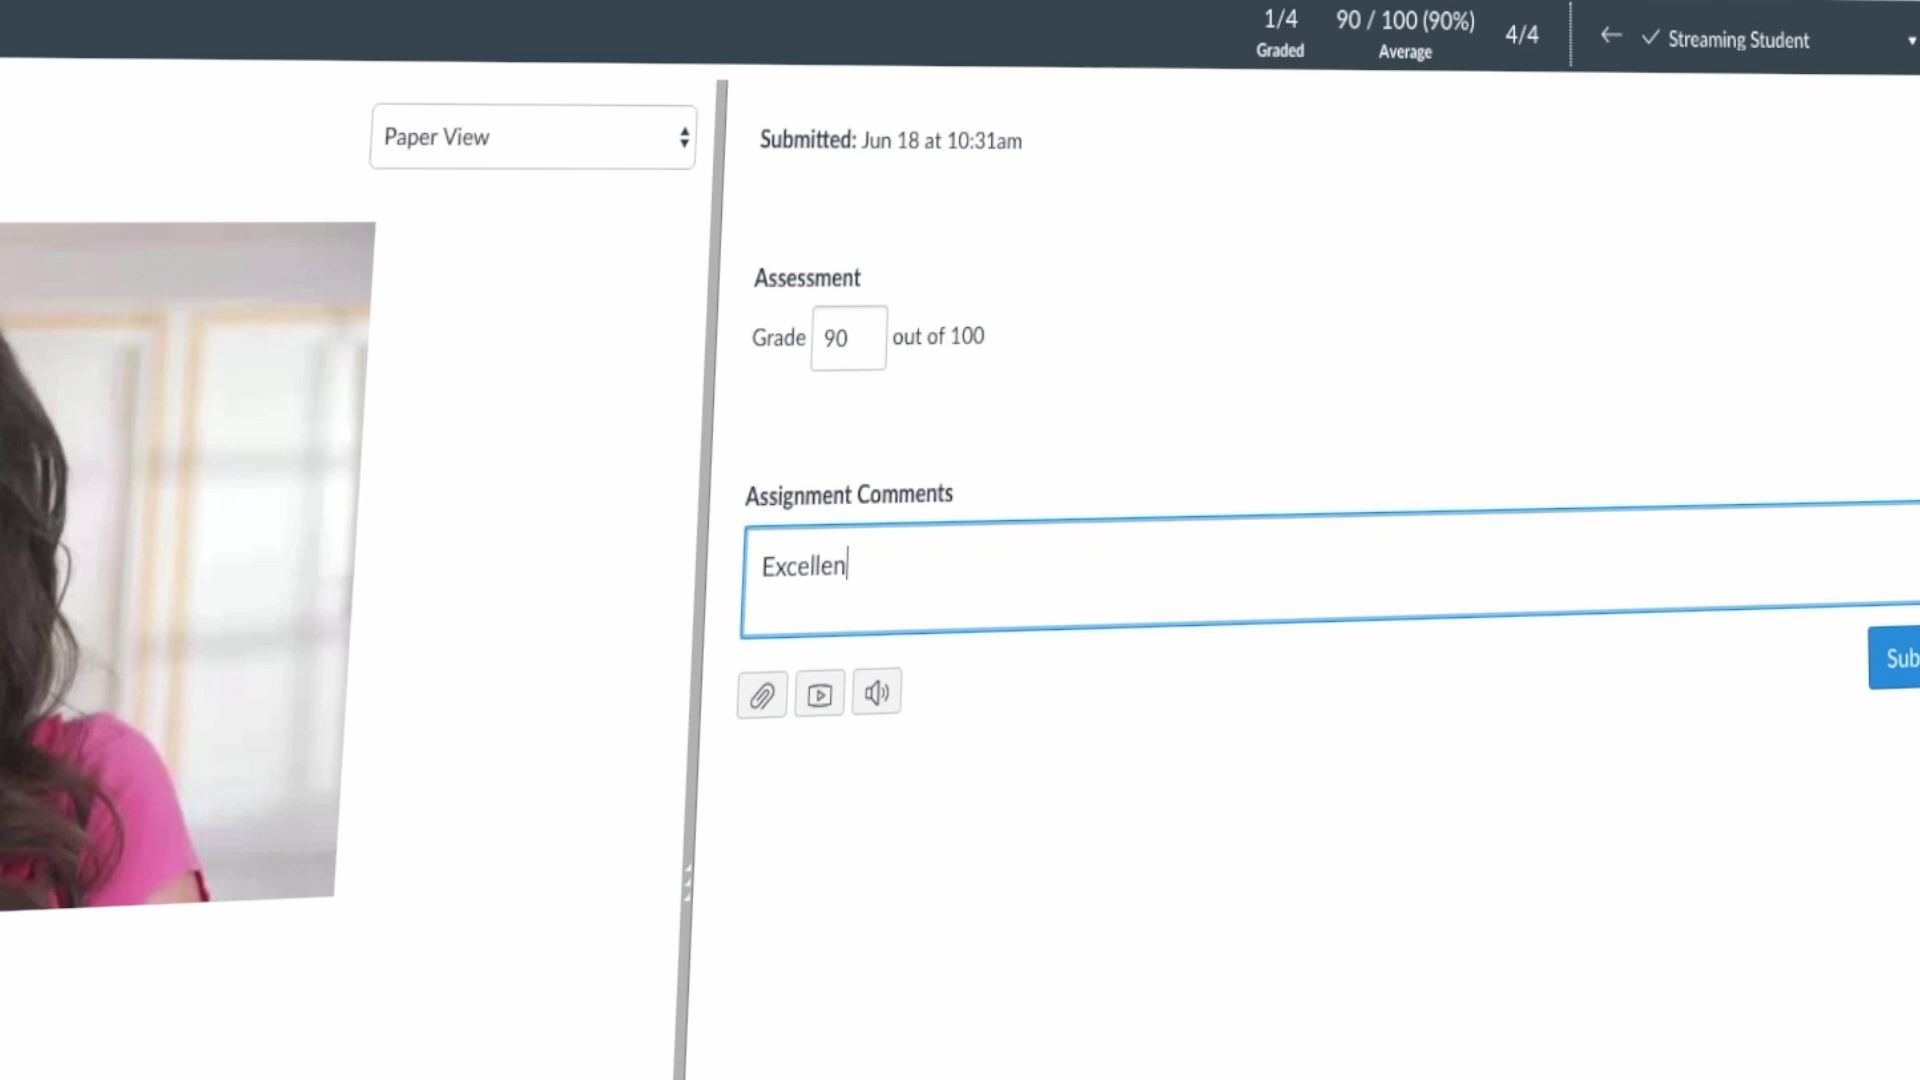 1/4
Graded
90 / 100 (90%)
Average
4/4
Streaming Student
Paper View
Submitted: Jun 18 at 10:31am
Assessment
Grade 90 out of 100
Assignment Comments
Excellen
Sub